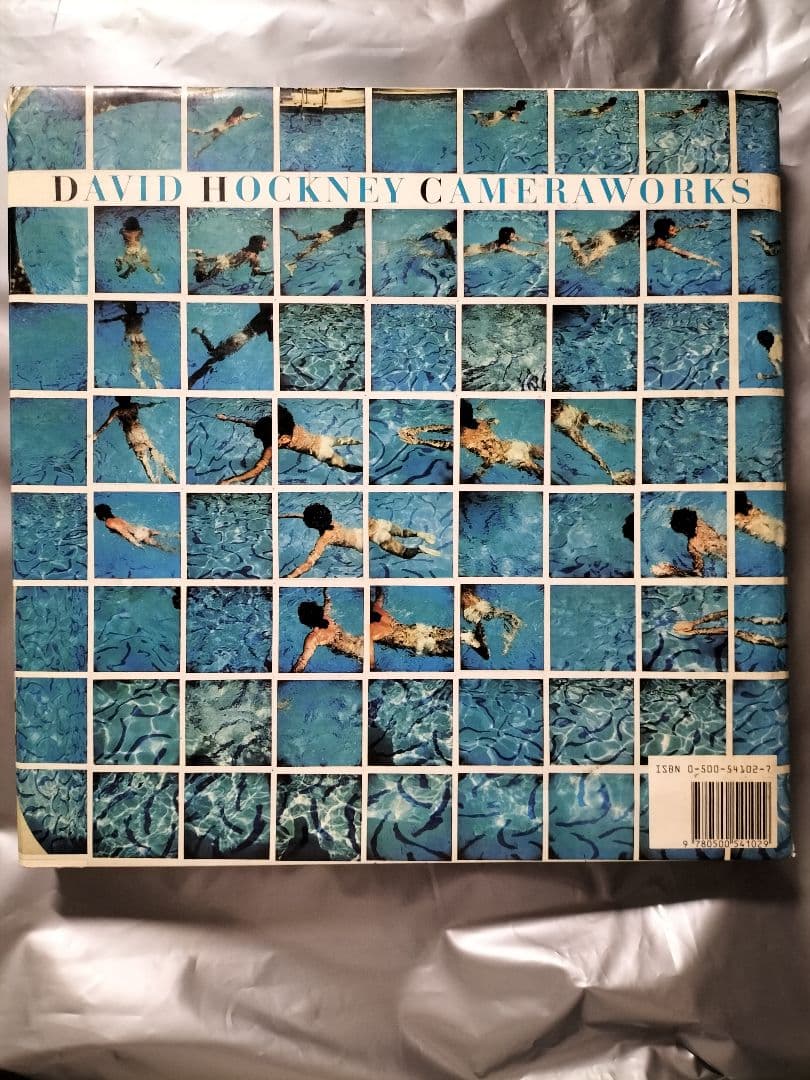 DAVID HOCKNEY CAMERAWORKS
ISBN 0-500-54102-7
9 780500 541029